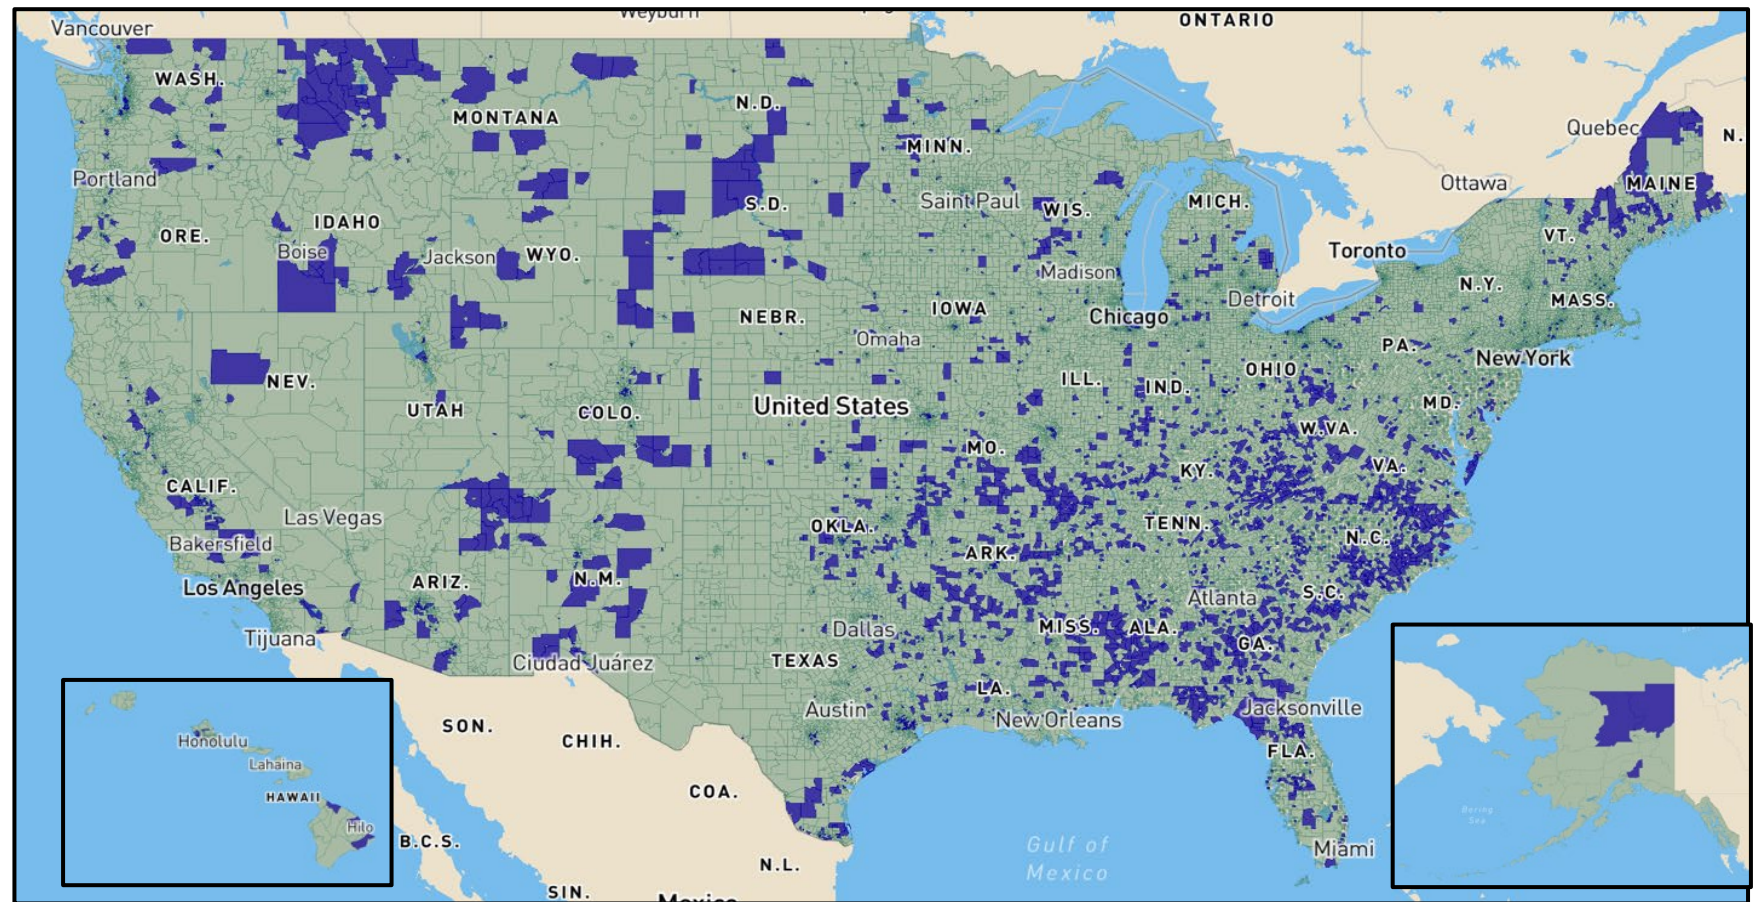 Weyburn
ONTARIO
Vancouver
WASH.
MONTANA
N.D.
MINN.
Quebec
N.
Portland
Ottawa
MAINE
S.D.
Saint Paul
WIS.
MICH.
IDAHO
ORE.
VT.
Boise
Jackson
WYO.
Toronto
Madison
N.Y.
Detroit
MASS.
NEBR.
IOWA
Chicago
Omaha
PA.
New York
NEV.
OHIO
ILL.
IND.
UTAH
COLO.
United States
MD.
W.VA.
MO.
KY.
VA.
CALIF.
Las Vegas
OKLA.
TENN.
N.C.
Bakersfield
ARK.
Los Angeles
ARIZ.
N.M.
Atlanta
S.C.
Dallas
MISS.
ALA.
Tijuana
GA.
Ciudad Juárez
TEXAS
LA.
Austin
New Orleans
Jacksonville
SON.
CHIH.
FLA.
Honolulu
Lahaina
COA.
HAWAII
Hilo
B.C.S.
Gulf of
Mexico
Miami
Bering
Sea
N.L.
SIN.
Mexico